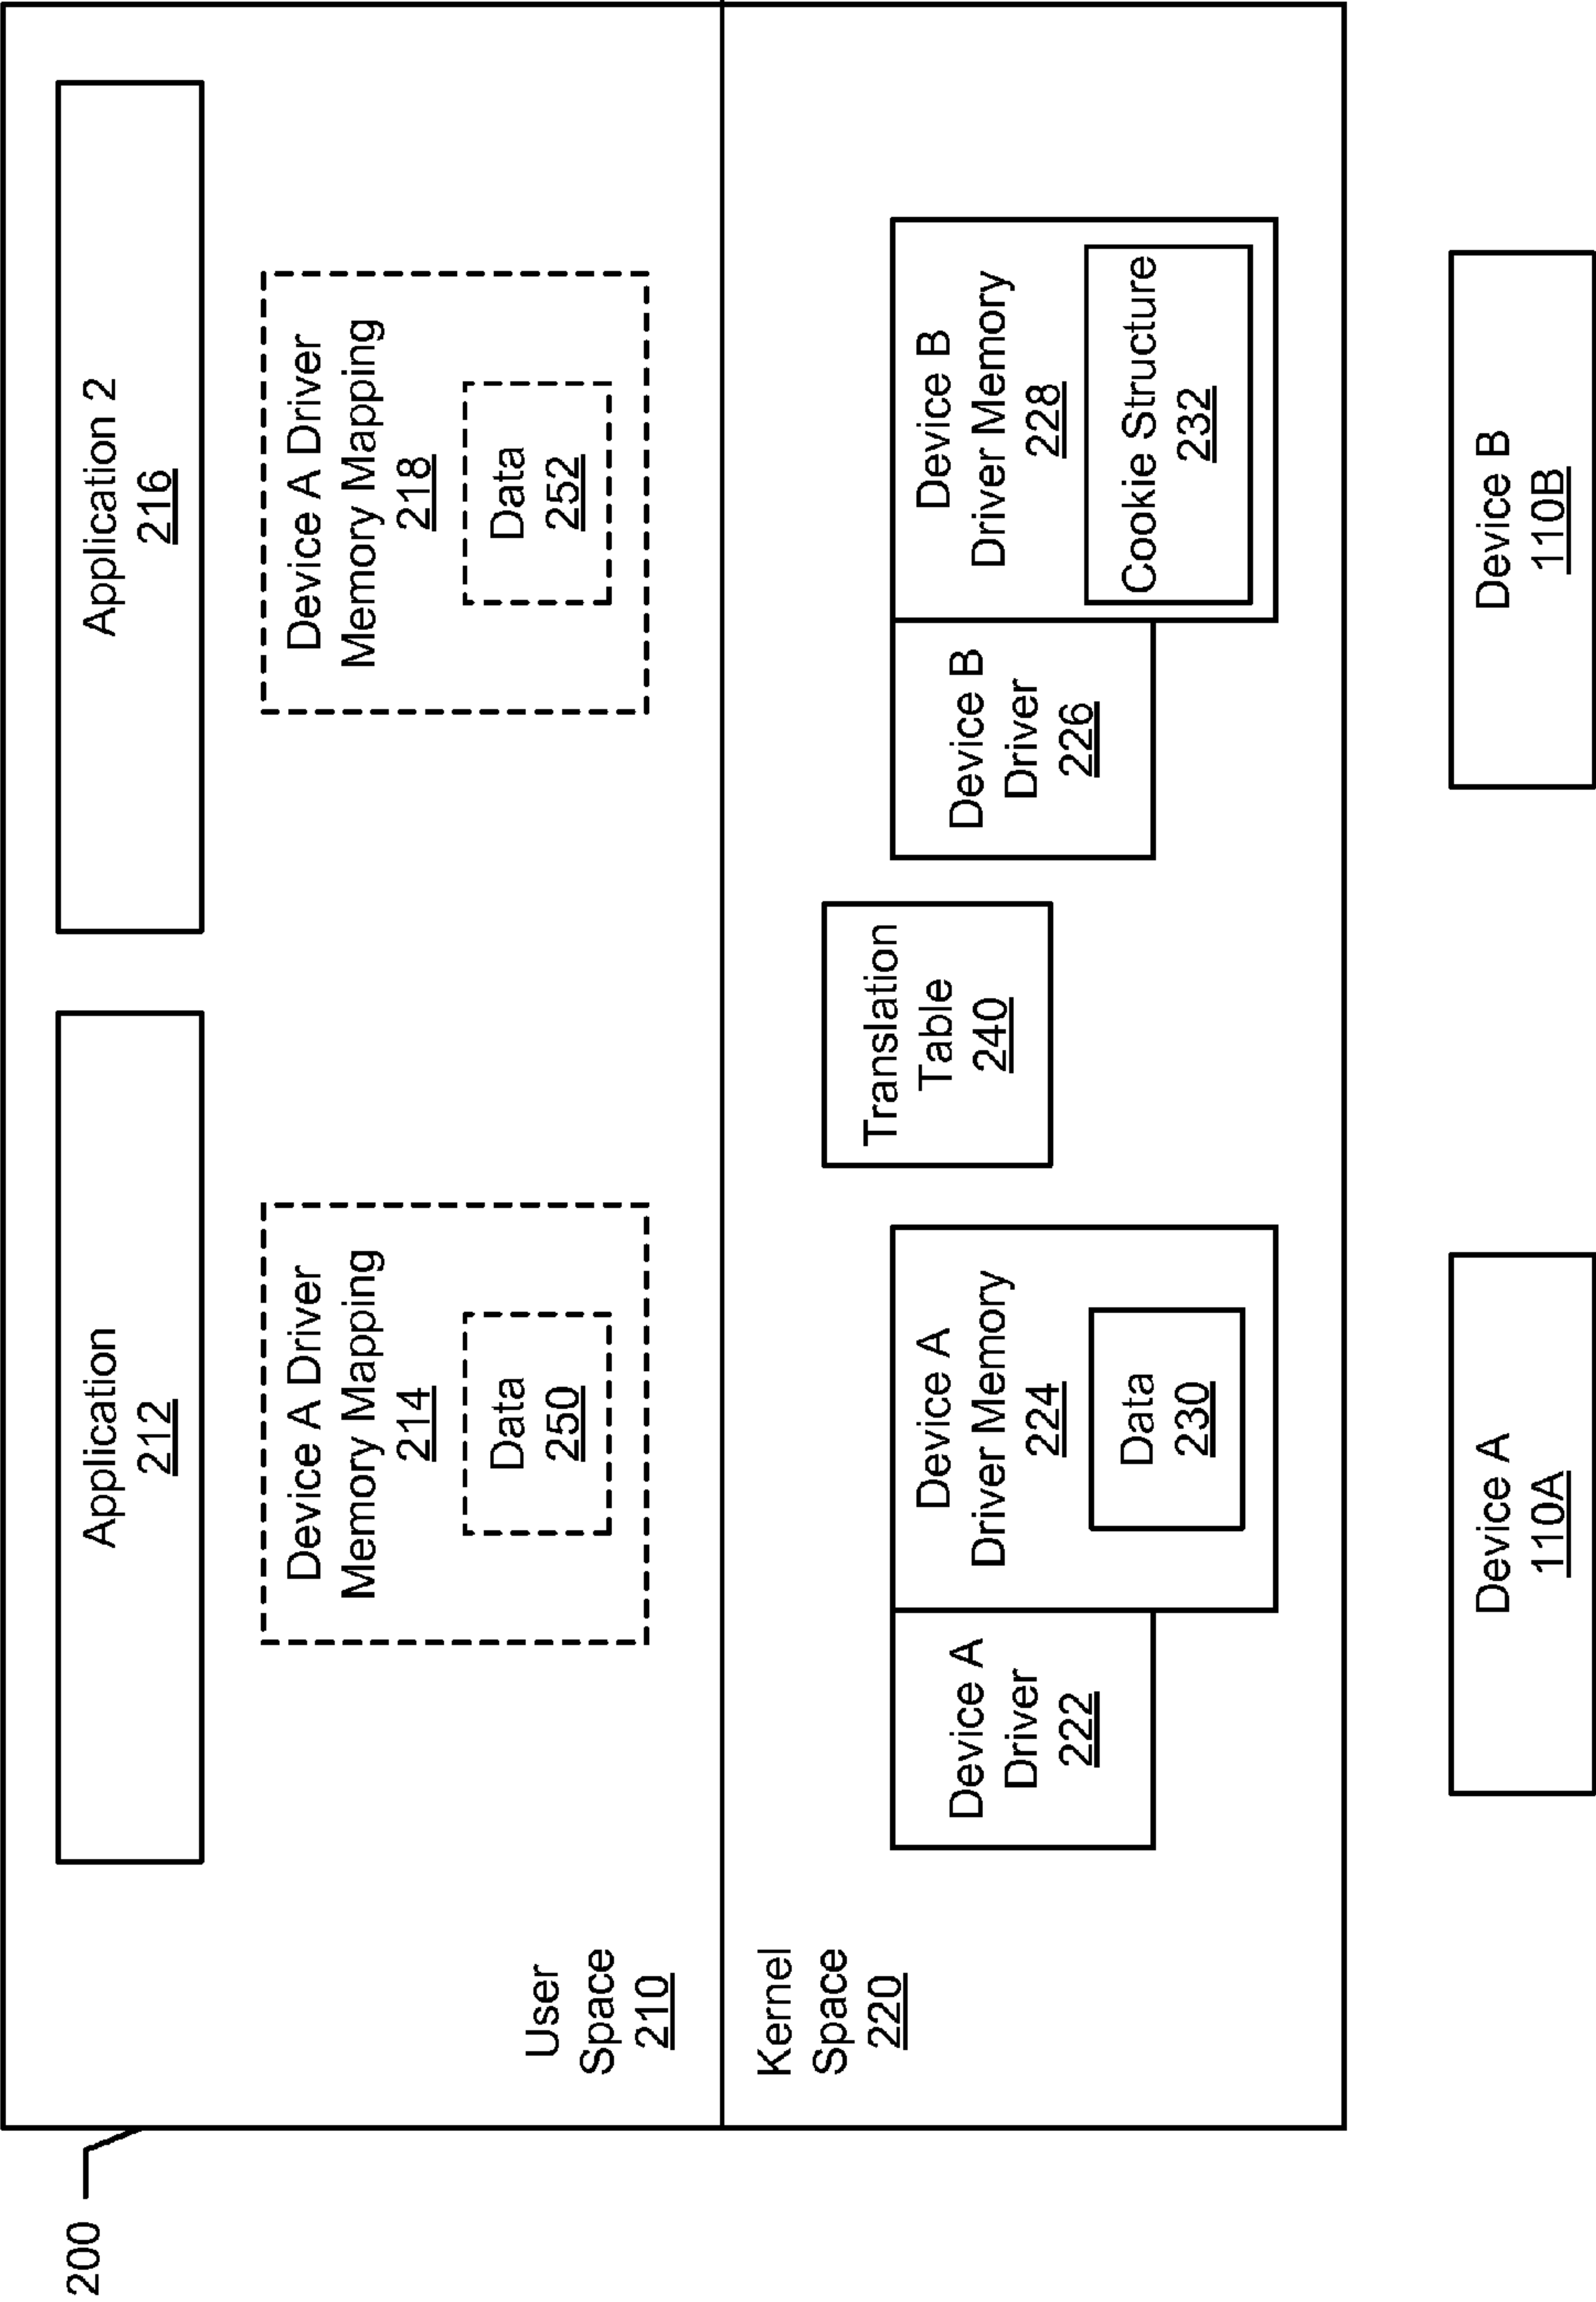 200
Application
212
Application 2
216
Device A Driver
Memory Mapping
214
Data
250
Device A Driver
Memory Mapping
218
Data
252
User
Space
210
Kernel
Space
220
Device A
Driver
222
Device A
Driver Memory
224
Data
230
Translation
Table
240
Device B
Driver
226
Device B
Driver Memory
228
Cookie Structure
232
Device A
110A
Device B
110B